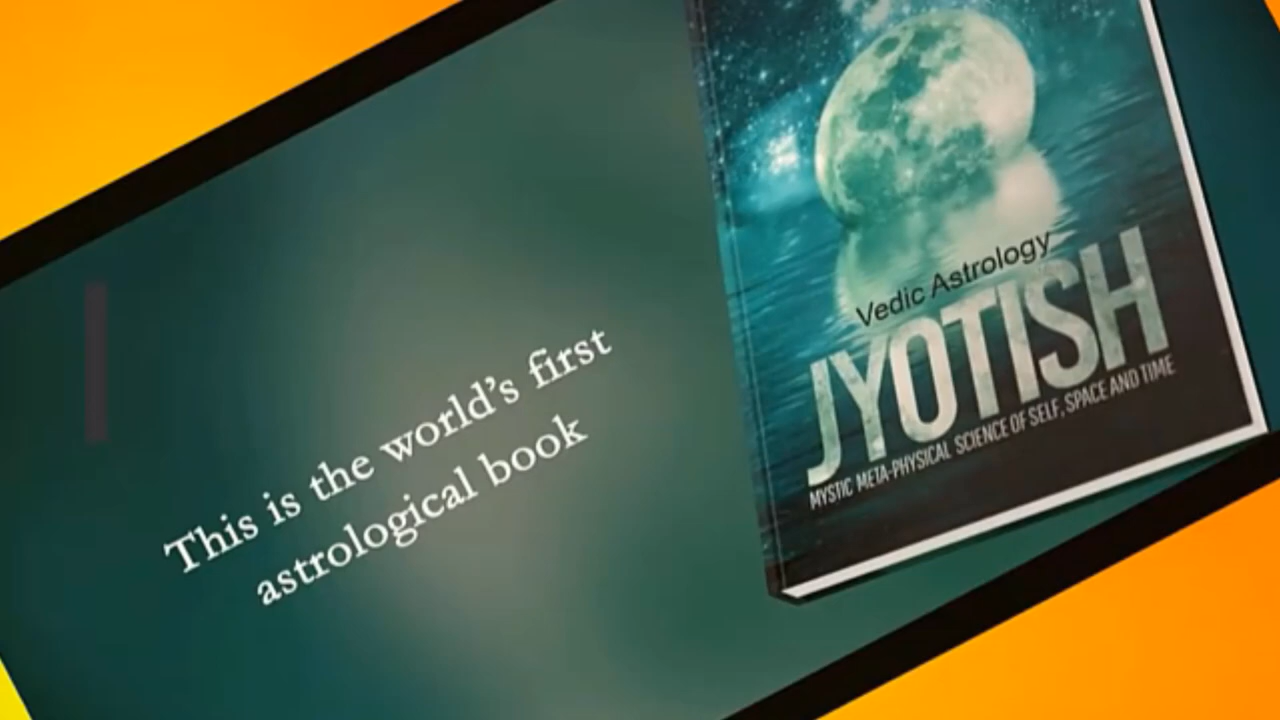 This is the world's first
astrological book
Vedic Astrology
JYOTISH
MYSTIC META-PHYSICAL SCIENCE OF SELF, SPACE AND TIME